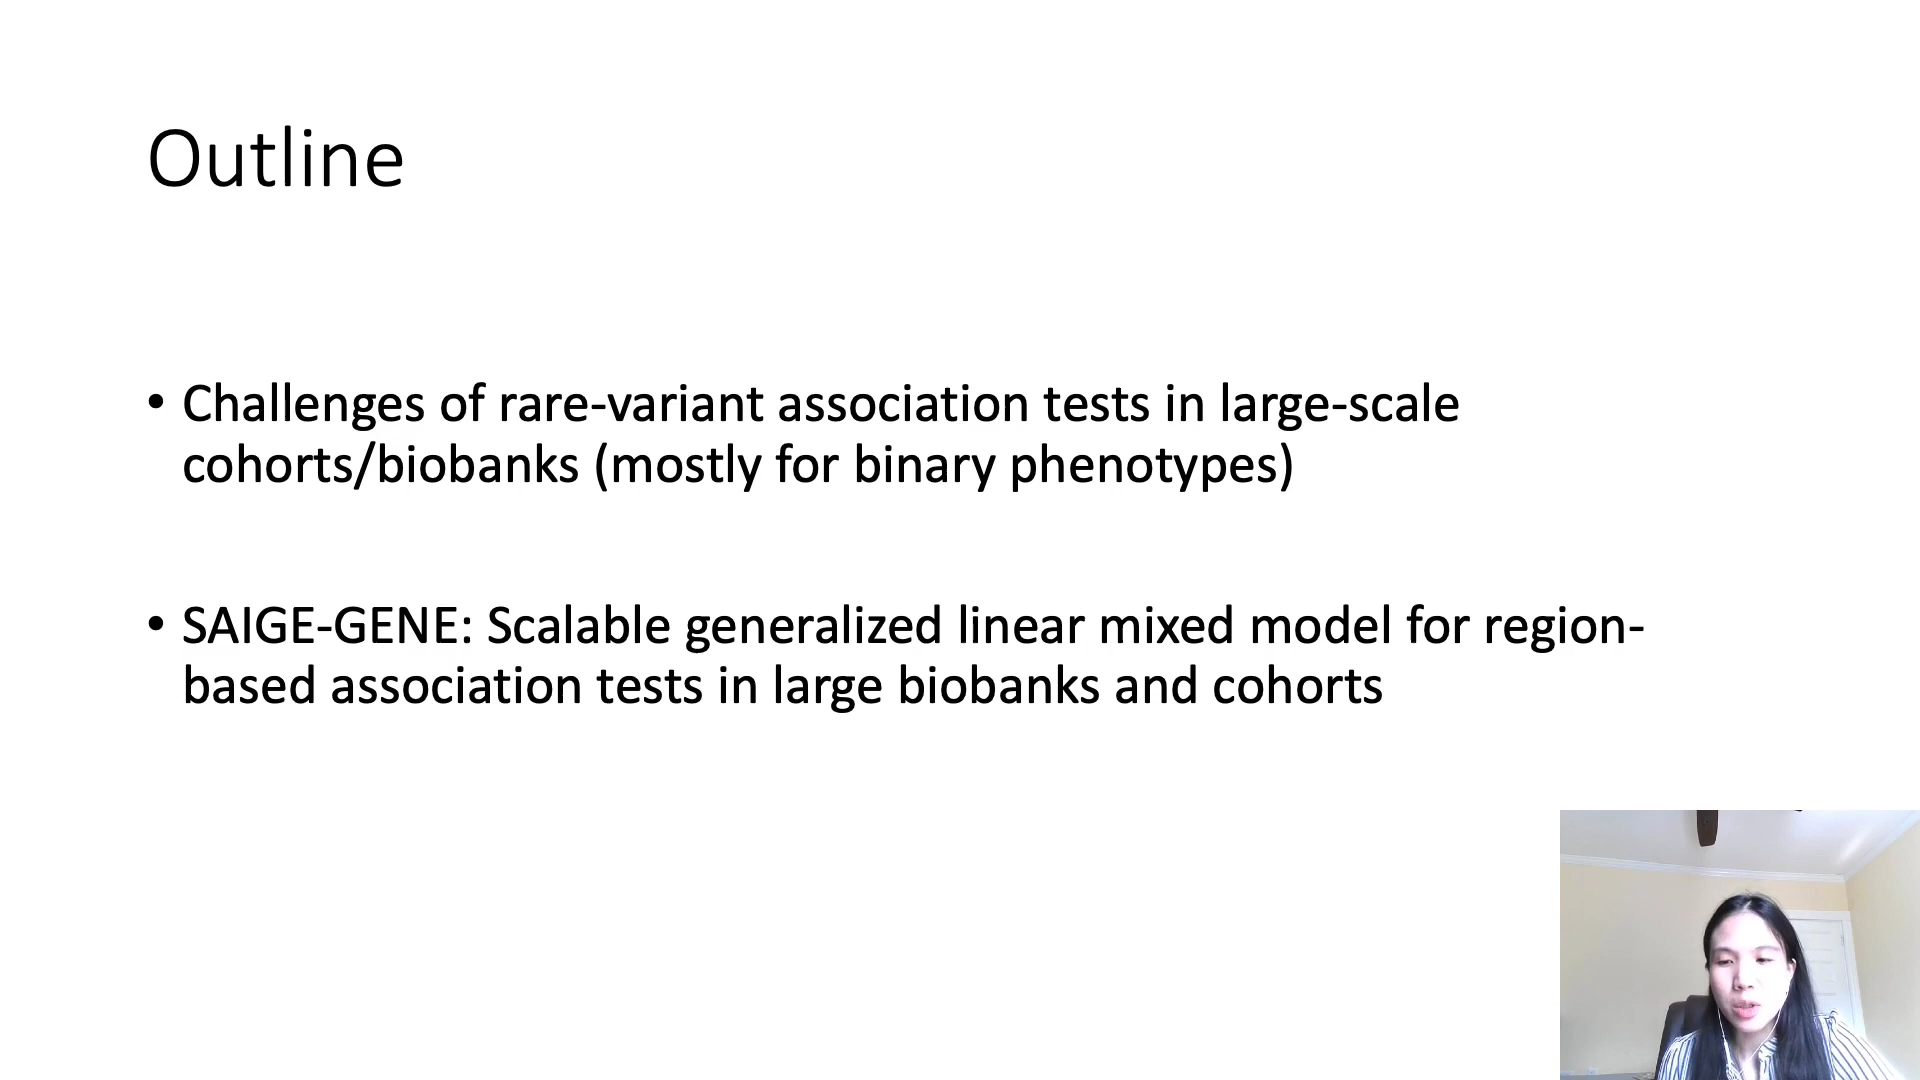 Outline
• Challenges of rare-variant association tests in large-scale
cohorts/biobanks (mostly for binary phenotypes)
• SAIGE-GENE: Scalable generalized linear mixed model for region-
based association tests in large biobanks and cohorts